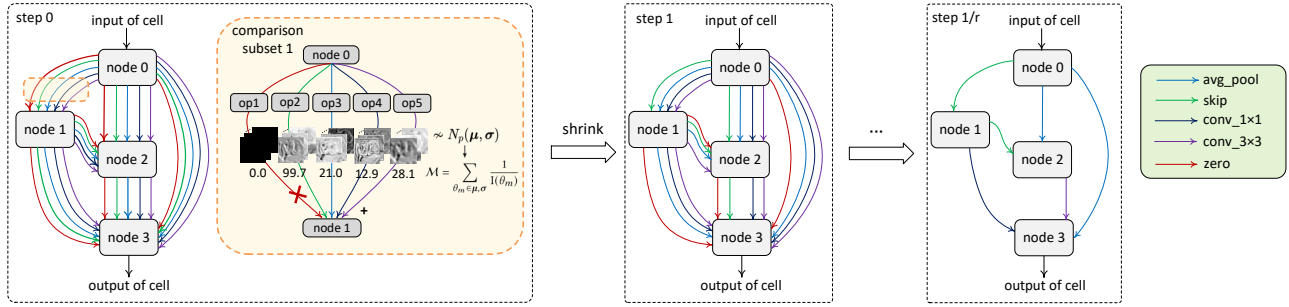 step 0
input of cell
node 0
node 1
node 2
node 3
output of cell
comparison
subset 1
node 0
op1 op2 op3 op4 op5
≁ N_p(μ, σ)
0.0 99.7 21.0 12.9 28.1
M = ∑_{θ_m∈μ,σ} 1/I(θ_m)
+
node 1
shrink
step 1
input of cell
node 0
node 1
node 2
node 3
output of cell
...
step 1/r
input of cell
node 0
node 1
node 2
node 3
output of cell
avg_pool
skip
conv_1×1
conv_3×3
zero